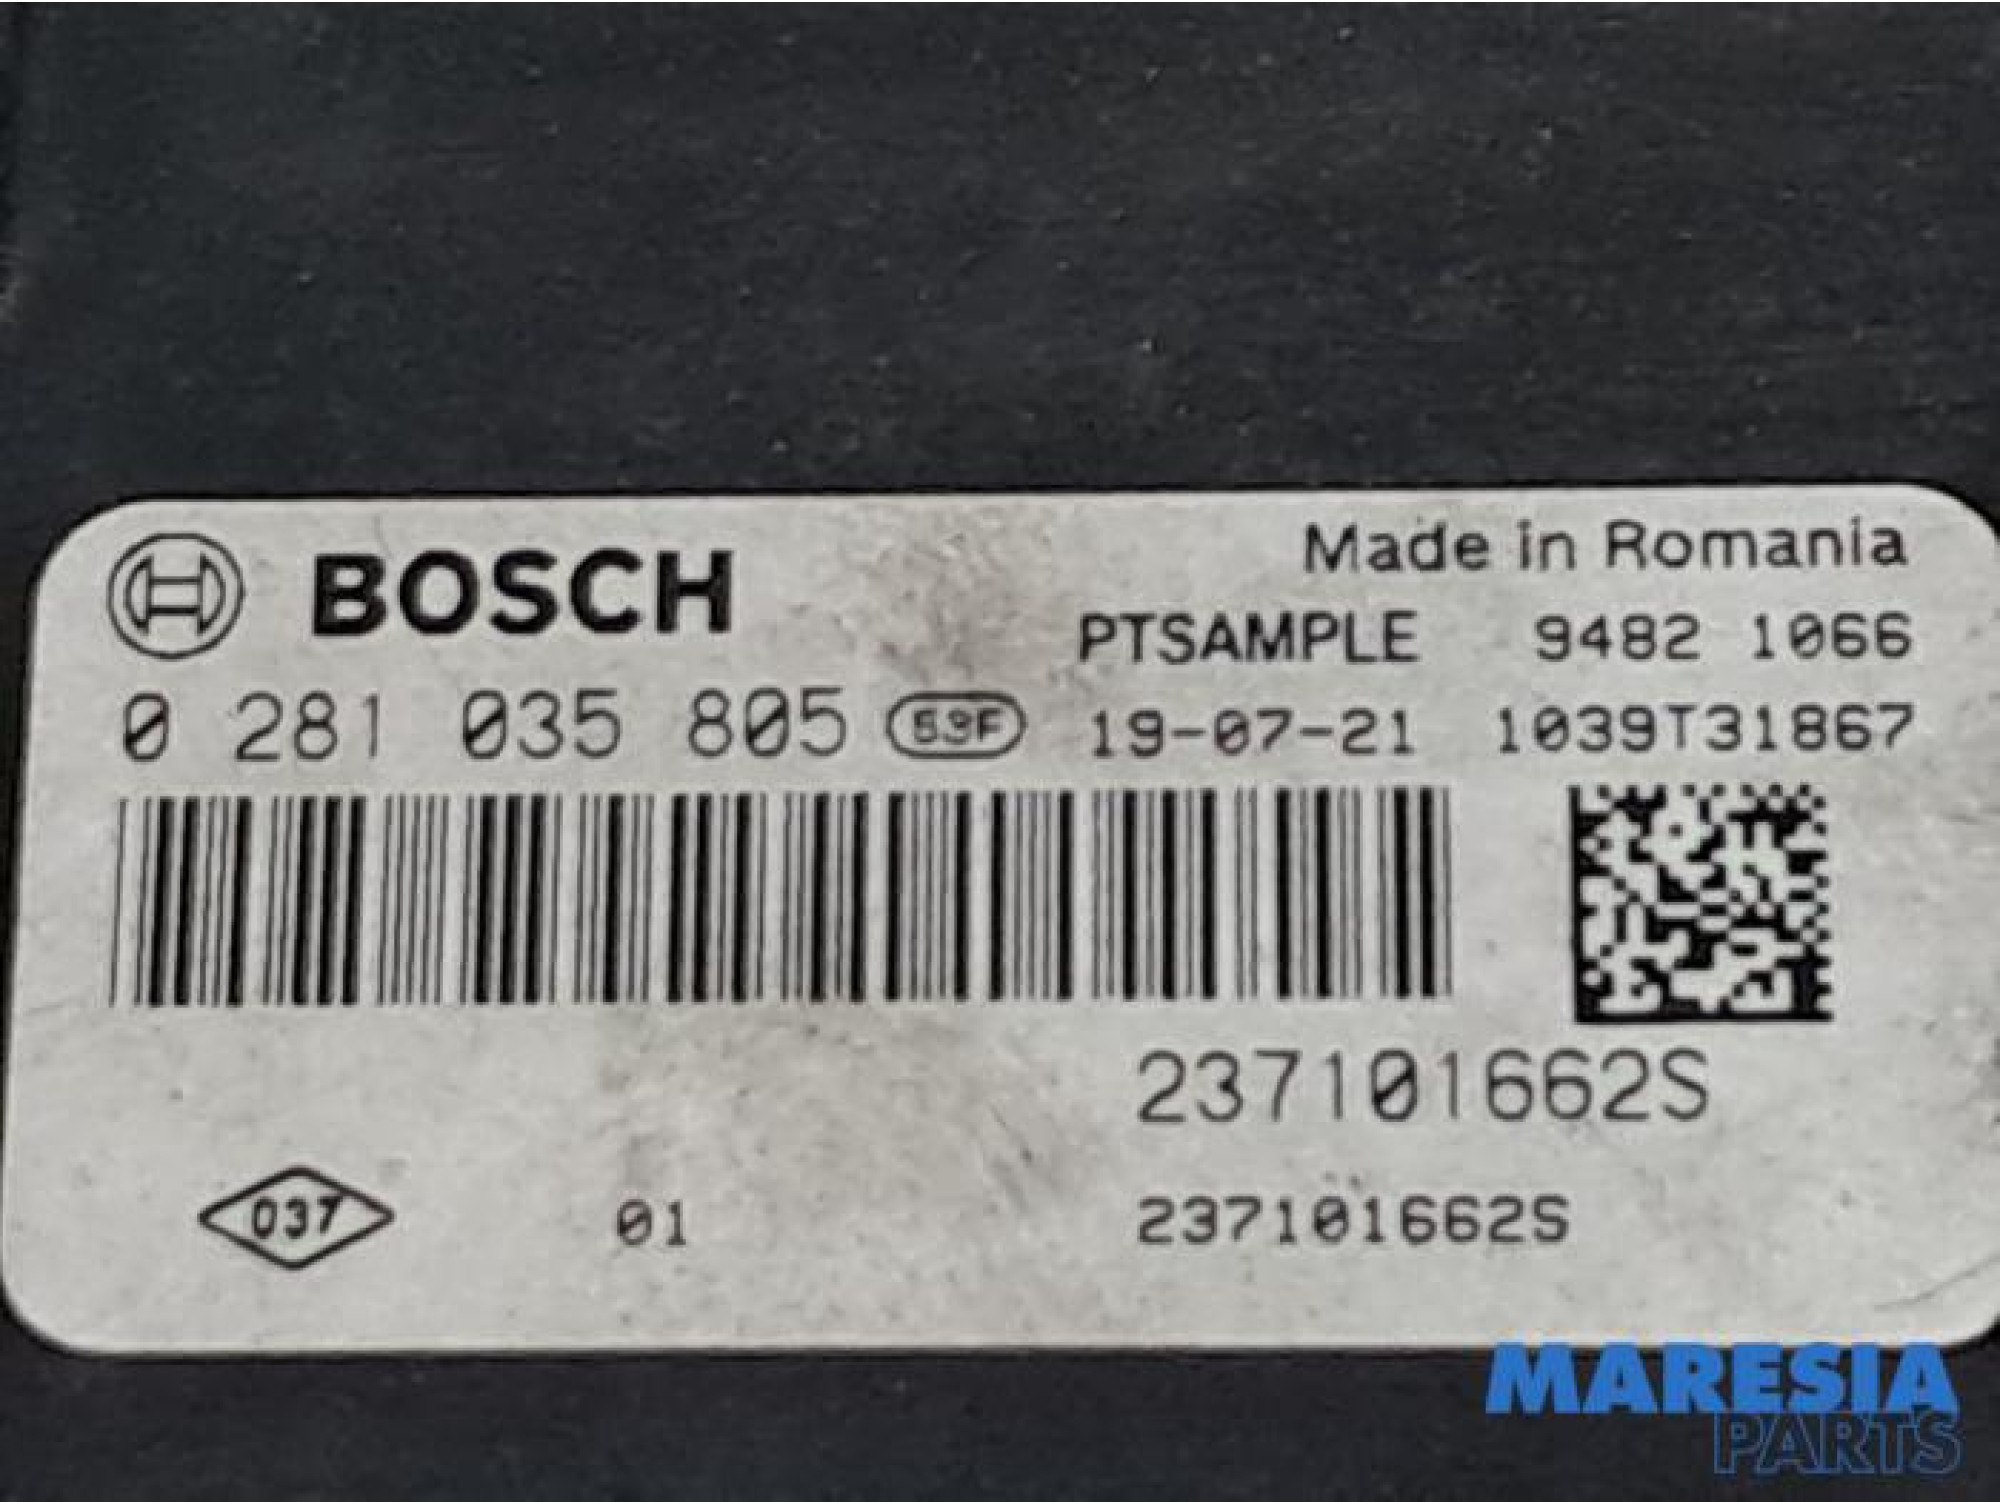 Made in Romania
BOSCH
PTSAMPLE 9482 1066
0 281 035 805 53F 19-07-21 1039T31867
237101662S
037 01 237101662S
MARESIA
PARTS